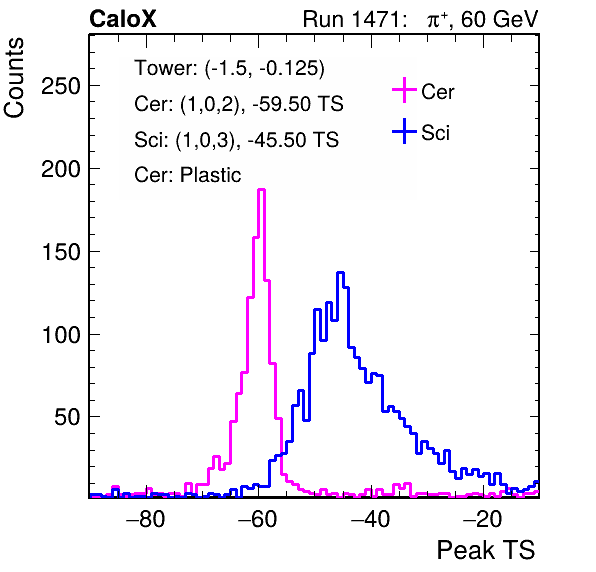 CaloX Run 1471: π⁺, 60 GeV
Counts
Tower: (-1.5, -0.125)
Cer: (1,0,2), -59.50 TS
Sci: (1,0,3), -45.50 TS
Cer: Plastic
Cer
Sci
250
200
150
100
50
−80 −60 −40 −20
Peak TS